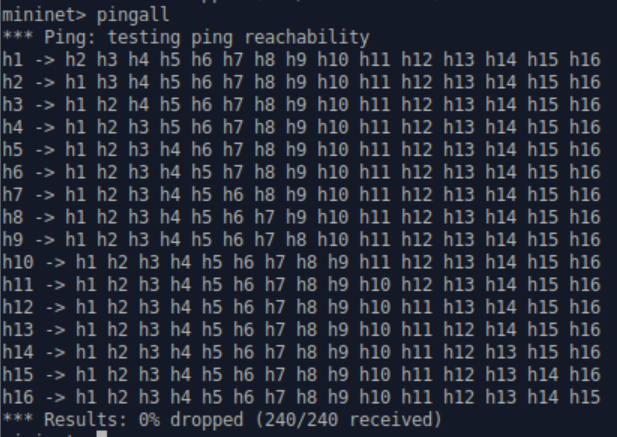 mininet> pingall
*** Ping: testing ping reachability
h1 -> h2 h3 h4 h5 h6 h7 h8 h9 h10 h11 h12 h13 h14 h15 h16
h2 -> h1 h3 h4 h5 h6 h7 h8 h9 h10 h11 h12 h13 h14 h15 h16
h3 -> h1 h2 h4 h5 h6 h7 h8 h9 h10 h11 h12 h13 h14 h15 h16
h4 -> h1 h2 h3 h5 h6 h7 h8 h9 h10 h11 h12 h13 h14 h15 h16
h5 -> h1 h2 h3 h4 h6 h7 h8 h9 h10 h11 h12 h13 h14 h15 h16
h6 -> h1 h2 h3 h4 h5 h7 h8 h9 h10 h11 h12 h13 h14 h15 h16
h7 -> h1 h2 h3 h4 h5 h6 h8 h9 h10 h11 h12 h13 h14 h15 h16
h8 -> h1 h2 h3 h4 h5 h6 h7 h9 h10 h11 h12 h13 h14 h15 h16
h9 -> h1 h2 h3 h4 h5 h6 h7 h8 h10 h11 h12 h13 h14 h15 h16
h10 -> h1 h2 h3 h4 h5 h6 h7 h8 h9 h11 h12 h13 h14 h15 h16
h11 -> h1 h2 h3 h4 h5 h6 h7 h8 h9 h10 h12 h13 h14 h15 h16
h12 -> h1 h2 h3 h4 h5 h6 h7 h8 h9 h10 h11 h13 h14 h15 h16
h13 -> h1 h2 h3 h4 h5 h6 h7 h8 h9 h10 h11 h12 h14 h15 h16
h14 -> h1 h2 h3 h4 h5 h6 h7 h8 h9 h10 h11 h12 h13 h15 h16
h15 -> h1 h2 h3 h4 h5 h6 h7 h8 h9 h10 h11 h12 h13 h14 h16
h16 -> h1 h2 h3 h4 h5 h6 h7 h8 h9 h10 h11 h12 h13 h14 h15
*** Results: 0% dropped (240/240 received)